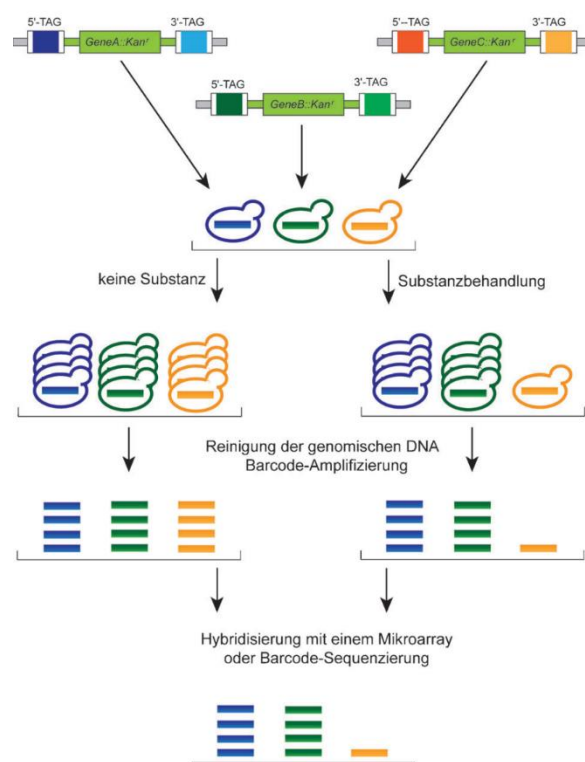 5'-TAG
3'-TAG
GeneA::Kanʳ
5'--TAG
3'-TAG
GeneC::Kanʳ
5'-TAG
3'-TAG
GeneB::Kanʳ
keine Substanz
Substanzbehandlung
Reinigung der genomischen DNA
Barcode-Amplifizierung
Hybridisierung mit einem Mikroarray
oder Barcode-Sequenzierung